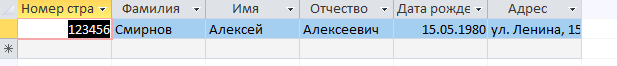 Номер стра Фамилия Имя Отчество Дата рожде Адрес
123456 Смирнов Алексей Алексеевич 15.05.1980 ул. Ленина, 15